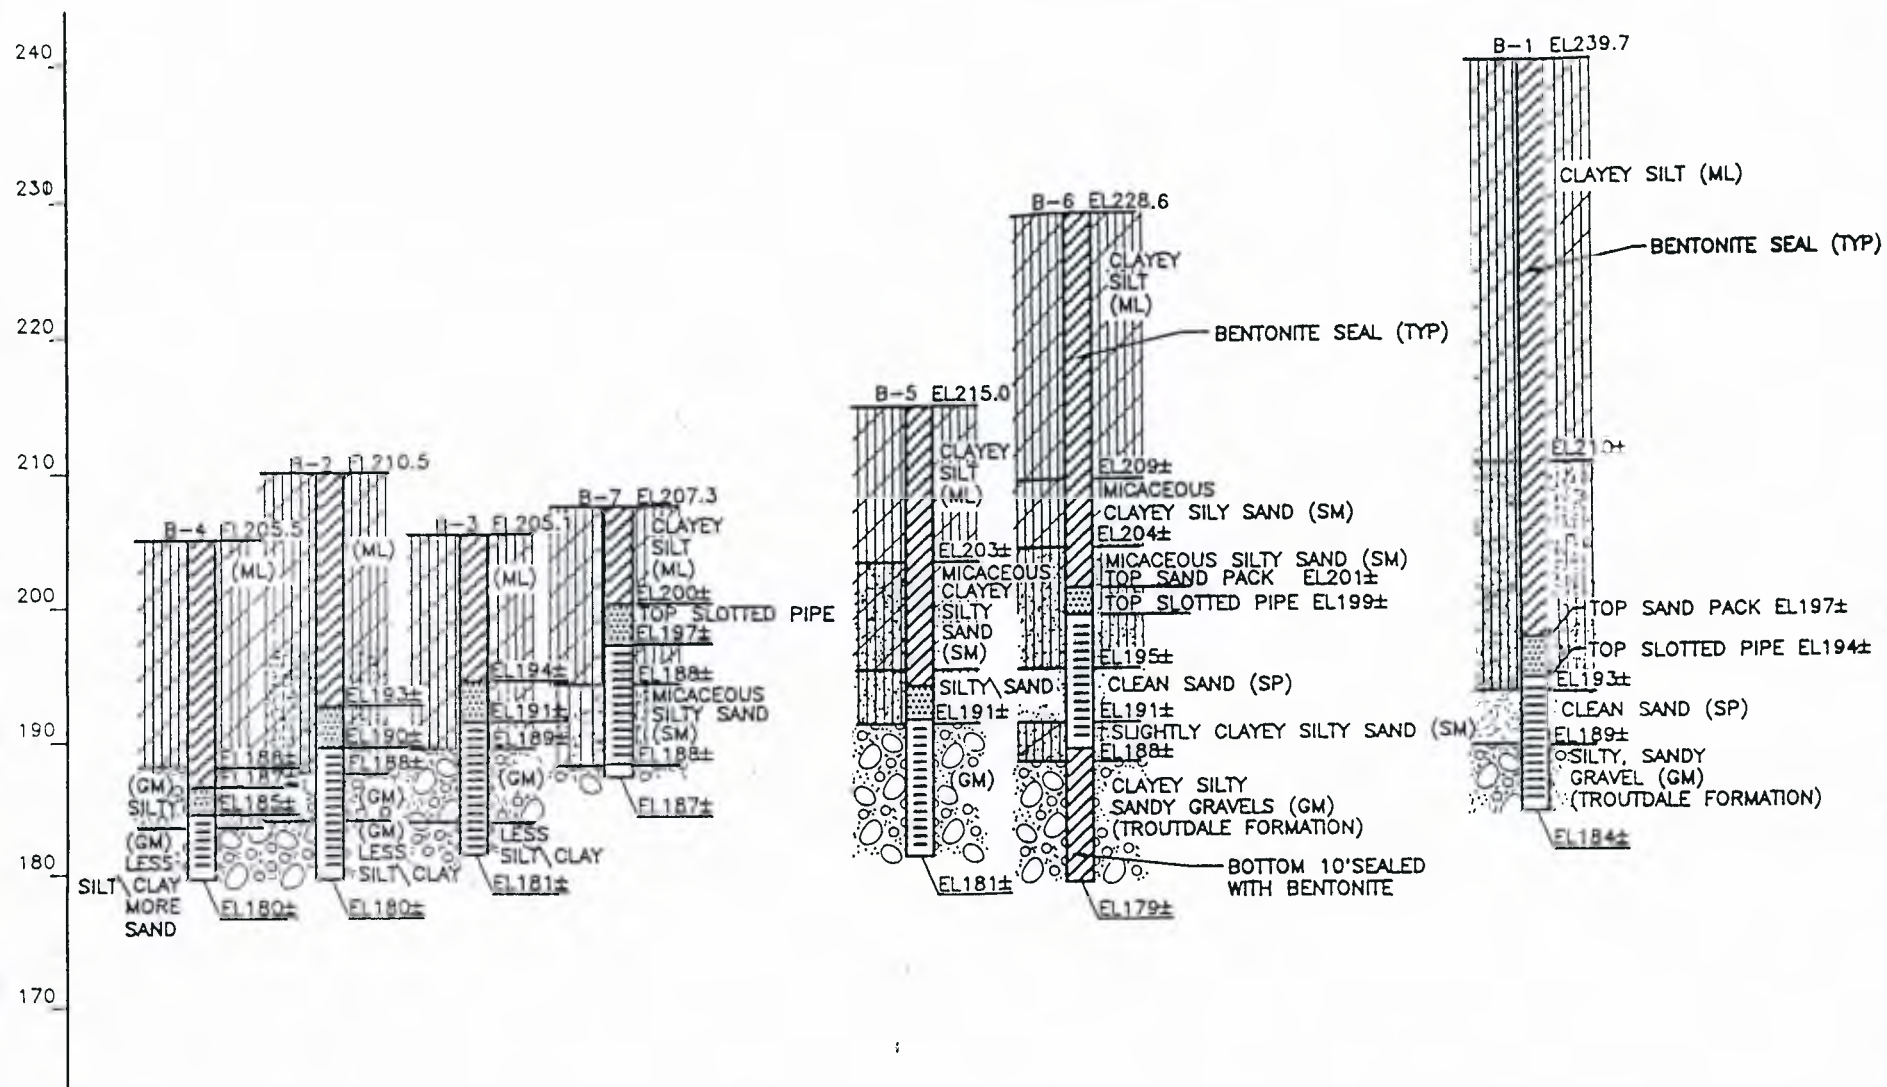 240
230
220
210
200
190
180
170
B-4 EL205.5
(ML)
EL188±
EL187±
EL185±
(GM)
SILTY
(GM)
LESS
SILT\CLAY
MORE
SAND
EL180±
B-2 EL210.5
(ML)
EL193±
EL190±
EL188±
(GM)
(GM)
LESS
SILT\CLAY
EL180±
B-3 EL205.1
(ML)
EL194±
EL191±
EL189±
(GM)
LESS
SILT\CLAY
EL181±
B-7 EL207.3
CLAYEY
SILT
(ML)
EL200±
TOP SLOTTED PIPE
EL197±
EL188±
MICACEOUS
SILTY SAND
(SM)
EL188±
EL187±
B-5 EL215.0
CLAYEY
SILT
(ML)
EL203±
MICACEOUS
CLAYEY
SILTY
SAND
(SM)
SILTY\SAND
EL191±
(GM)
EL181±
B-6 EL228.6
CLAYEY
SILT
(ML)
BENTONITE SEAL (TYP)
EL209±
MICACEOUS
CLAYEY SILY SAND (SM)
EL204±
MICACEOUS SILTY SAND (SM)
TOP SAND PACK EL201±
TOP SLOTTED PIPE EL199±
EL195±
CLEAN SAND (SP)
EL191±
SLIGHTLY CLAYEY SILTY SAND (SM)
EL188±
CLAYEY SILTY
SANDY GRAVELS (GM)
(TROUTDALE FORMATION)
BOTTOM 10'SEALED
WITH BENTONITE
EL179±
B-1 EL239.7
CLAYEY SILT (ML)
BENTONITE SEAL (TYP)
EL210±
TOP SAND PACK EL197±
TOP SLOTTED PIPE EL194±
EL193±
CLEAN SAND (SP)
EL189±
SILTY, SANDY
GRAVEL (GM)
(TROUTDALE FORMATION)
EL184±